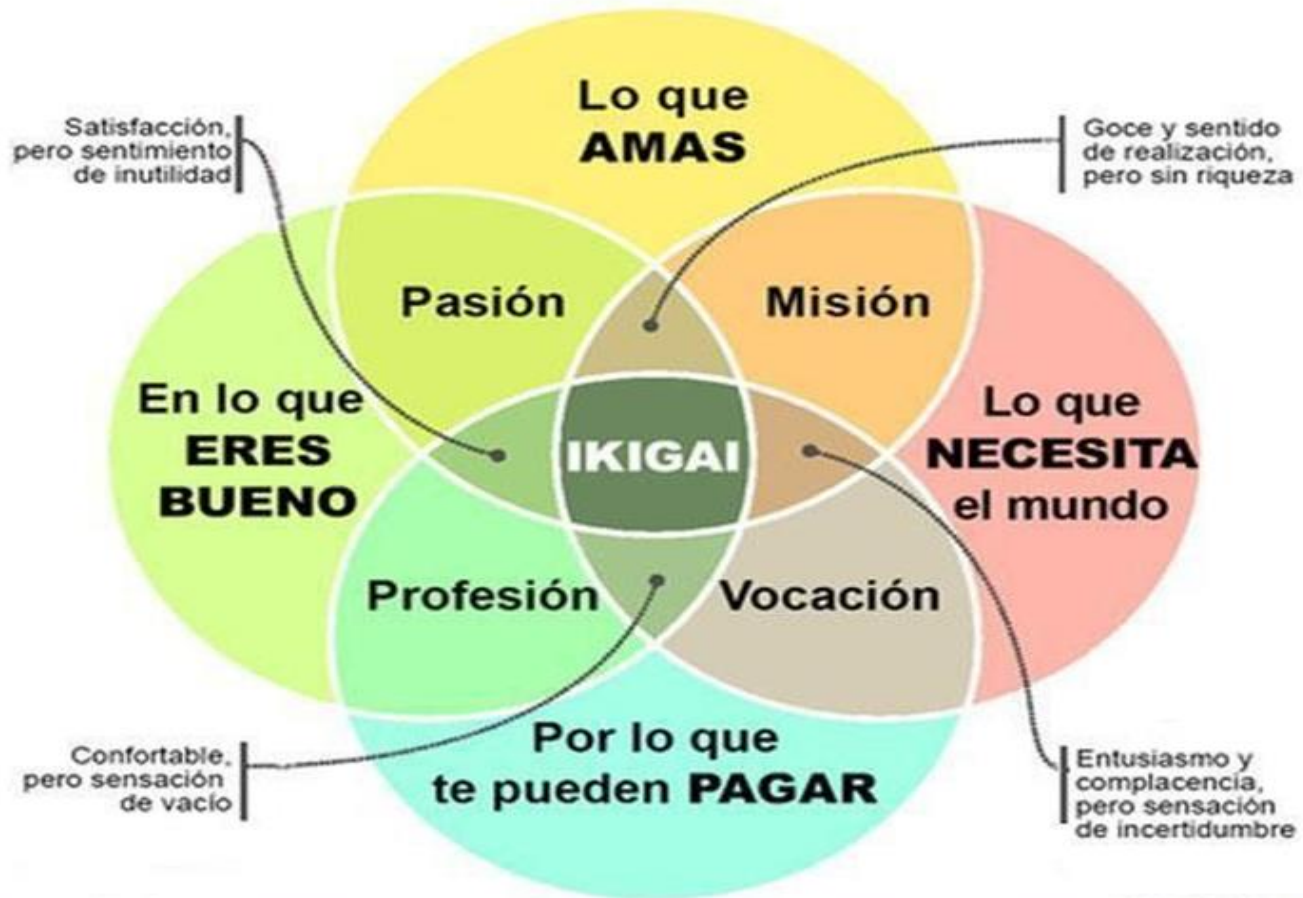 Lo que
AMAS
Satisfacción,
pero sentimiento
de inutilidad
Goce y sentido
de realización,
pero sin riqueza
Pasión
Misión
En lo que
ERES
BUENO
IKIGAI
Lo que
NECESITA
el mundo
Profesión
Vocación
Por lo que
te pueden PAGAR
Confortable,
pero sensación
de vacío
Entusiasmo y
complacencia,
pero sensación
de incertidumbre